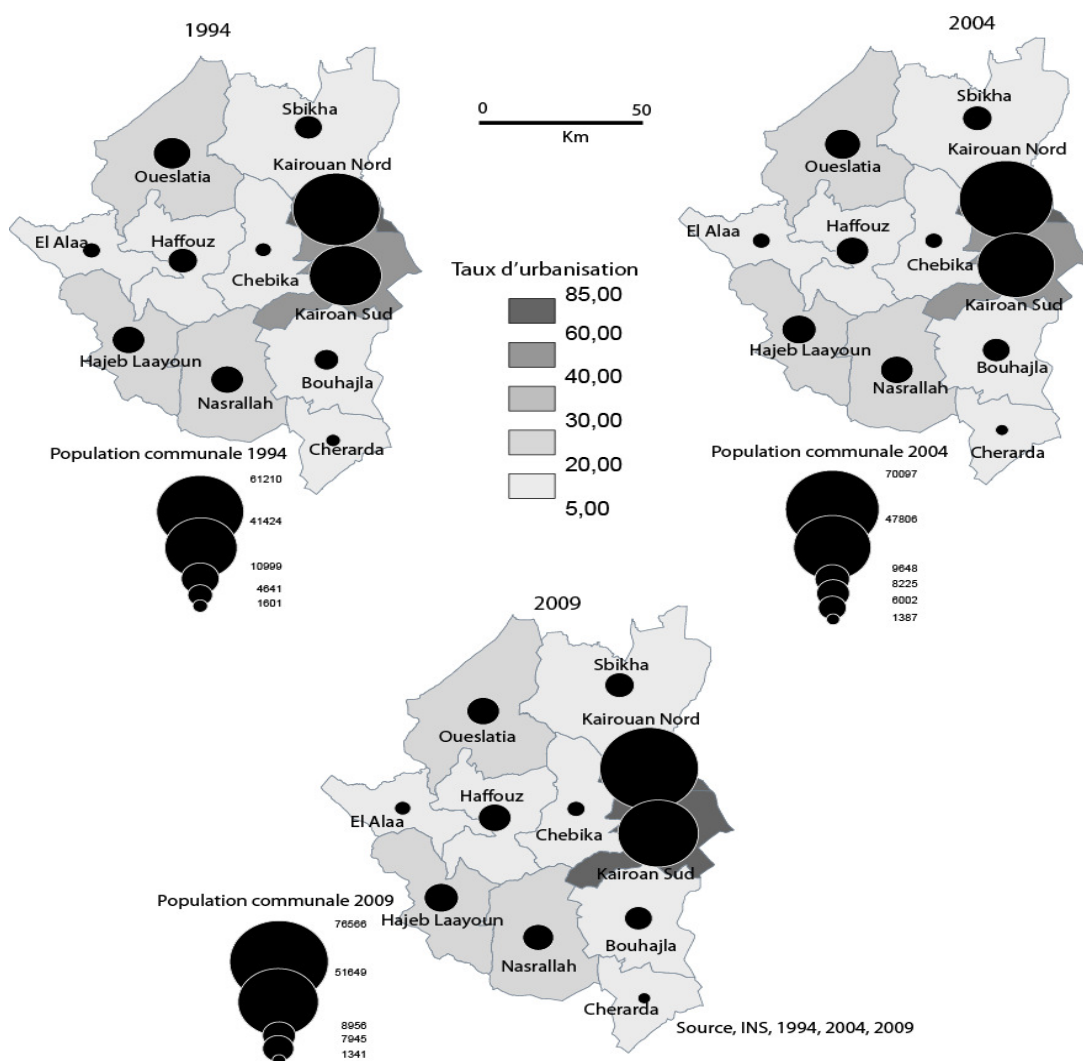 1994
Sbikha
Kairouan Nord
Oueslatia
El Alaa
Haffouz
Chebika
Kairoan Sud
Hajeb Laayoun
Bouhajla
Nasrallah
Cherarda
Population communale 1994
61210
41424
10999
4641
1601
0 50
Km
Taux d'urbanisation
85,00
60,00
40,00
30,00
20,00
5,00
2004
Sbikha
Kairouan Nord
Oueslatia
El Alaa
Haffouz
Chebika
Kairoan Sud
Hajeb Laayoun
Bouhajla
Nasrallah
Cherarda
Population communale 2004
70097
47806
9648
8225
6002
1387
2009
Sbikha
Kairouan Nord
Oueslatia
Haffouz
El Alaa
Chebika
Kairoan Sud
Hajeb Laayoun
Bouhajla
Nasrallah
Cherarda
Population communale 2009
76566
51649
8956
7945
1341
Source, INS, 1994, 2004, 2009